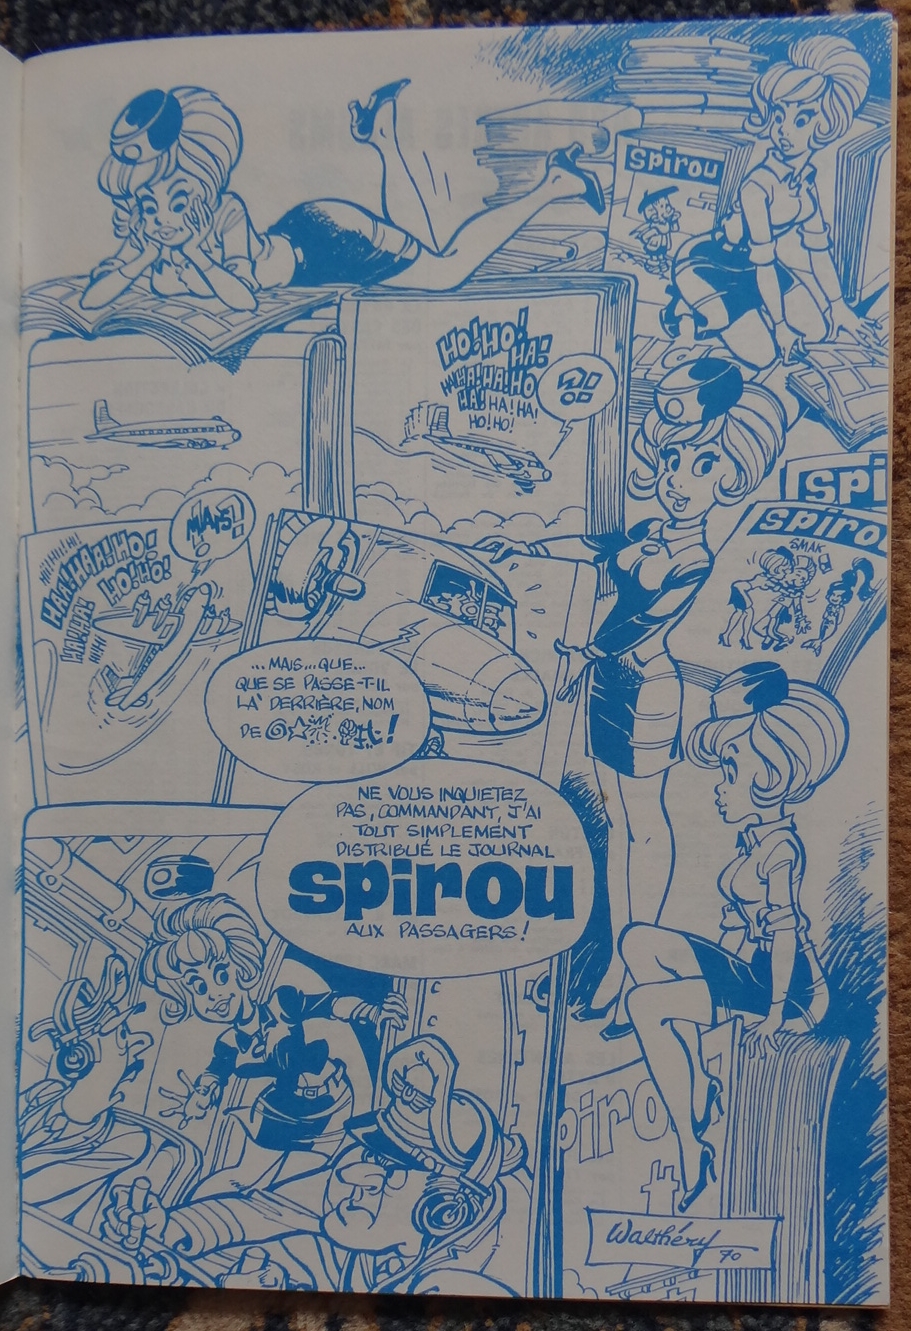 spirou
HO! HO!
HA!
HA! HA! HA! HO
HA! HA! HA! HA!
HO! HO!
spi
spirou
SMAK
MAIS!
HA! HA! HA! HO!
HO! HO!
...MAIS...QUE...
QUE SE PASSE-T-IL
LÀ DERRIÈRE, NOM
DE
!
NE VOUS INQUIETEZ
PAS, COMMANDANT, J'AI
TOUT SIMPLEMENT
DISTRIBUÉ LE JOURNAL
spirou
AUX PASSAGERS!
spirou
Walthéry
70